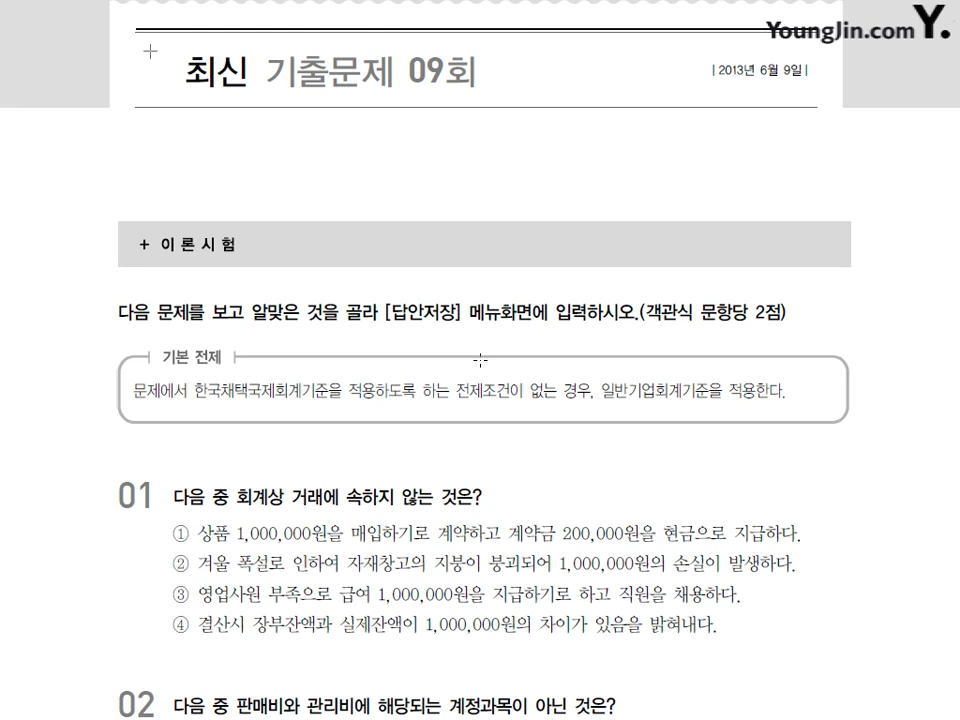 YoungJin.com Y.
최신 기출문제 09회
| 2013년 6월 9일 |
+ 이 론 시 험
다음 문제를 보고 알맞은 것을 골라 [답안저장] 메뉴화면에 입력하시오.(객관식 문항당 2점)
기본 전제
문제에서 한국채택국제회계기준을 적용하도록 하는 전제조건이 없는 경우, 일반기업회계기준을 적용한다.
01 다음 중 회계상 거래에 속하지 않는 것은?
① 상품 1,000,000원을 매입하기로 계약하고 계약금 200,000원을 현금으로 지급하다.
② 겨울 폭설로 인하여 자재창고의 지붕이 붕괴되어 1,000,000원의 손실이 발생하다.
③ 영업사원 부족으로 급여 1,000,000원을 지급하기로 하고 직원을 채용하다.
④ 결산시 장부잔액과 실제잔액이 1,000,000원의 차이가 있음을 밝혀내다.
02 다음 중 판매비와 관리비에 해당되는 계정과목이 아닌 것은?